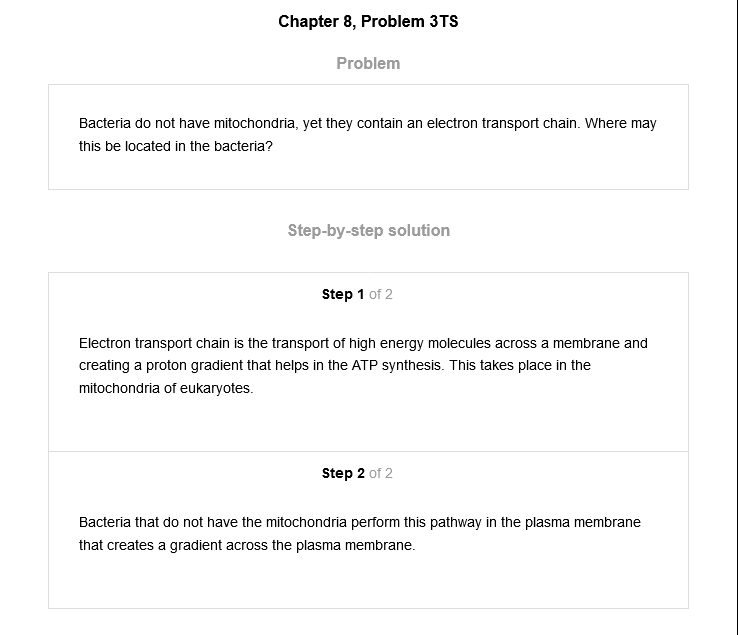 Chapter 8, Problem 3TS
Problem
Bacteria do not have mitochondria, yet they contain an electron transport chain. Where may
this be located in the bacteria?
Step-by-step solution
Step 1 of 2
Electron transport chain is the transport of high energy molecules across a membrane and
creating a proton gradient that helps in the ATP synthesis. This takes place in the
mitochondria of eukaryotes.
Step 2 of 2
Bacteria that do not have the mitochondria perform this pathway in the plasma membrane
that creates a gradient across the plasma membrane.